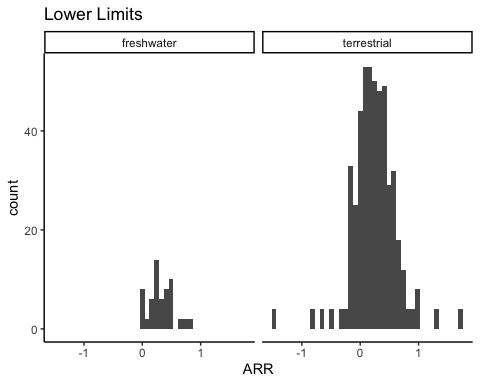 Lower Limits
freshwater
terrestrial
40
20
0
count
-1 0 1
-1 0 1
ARR